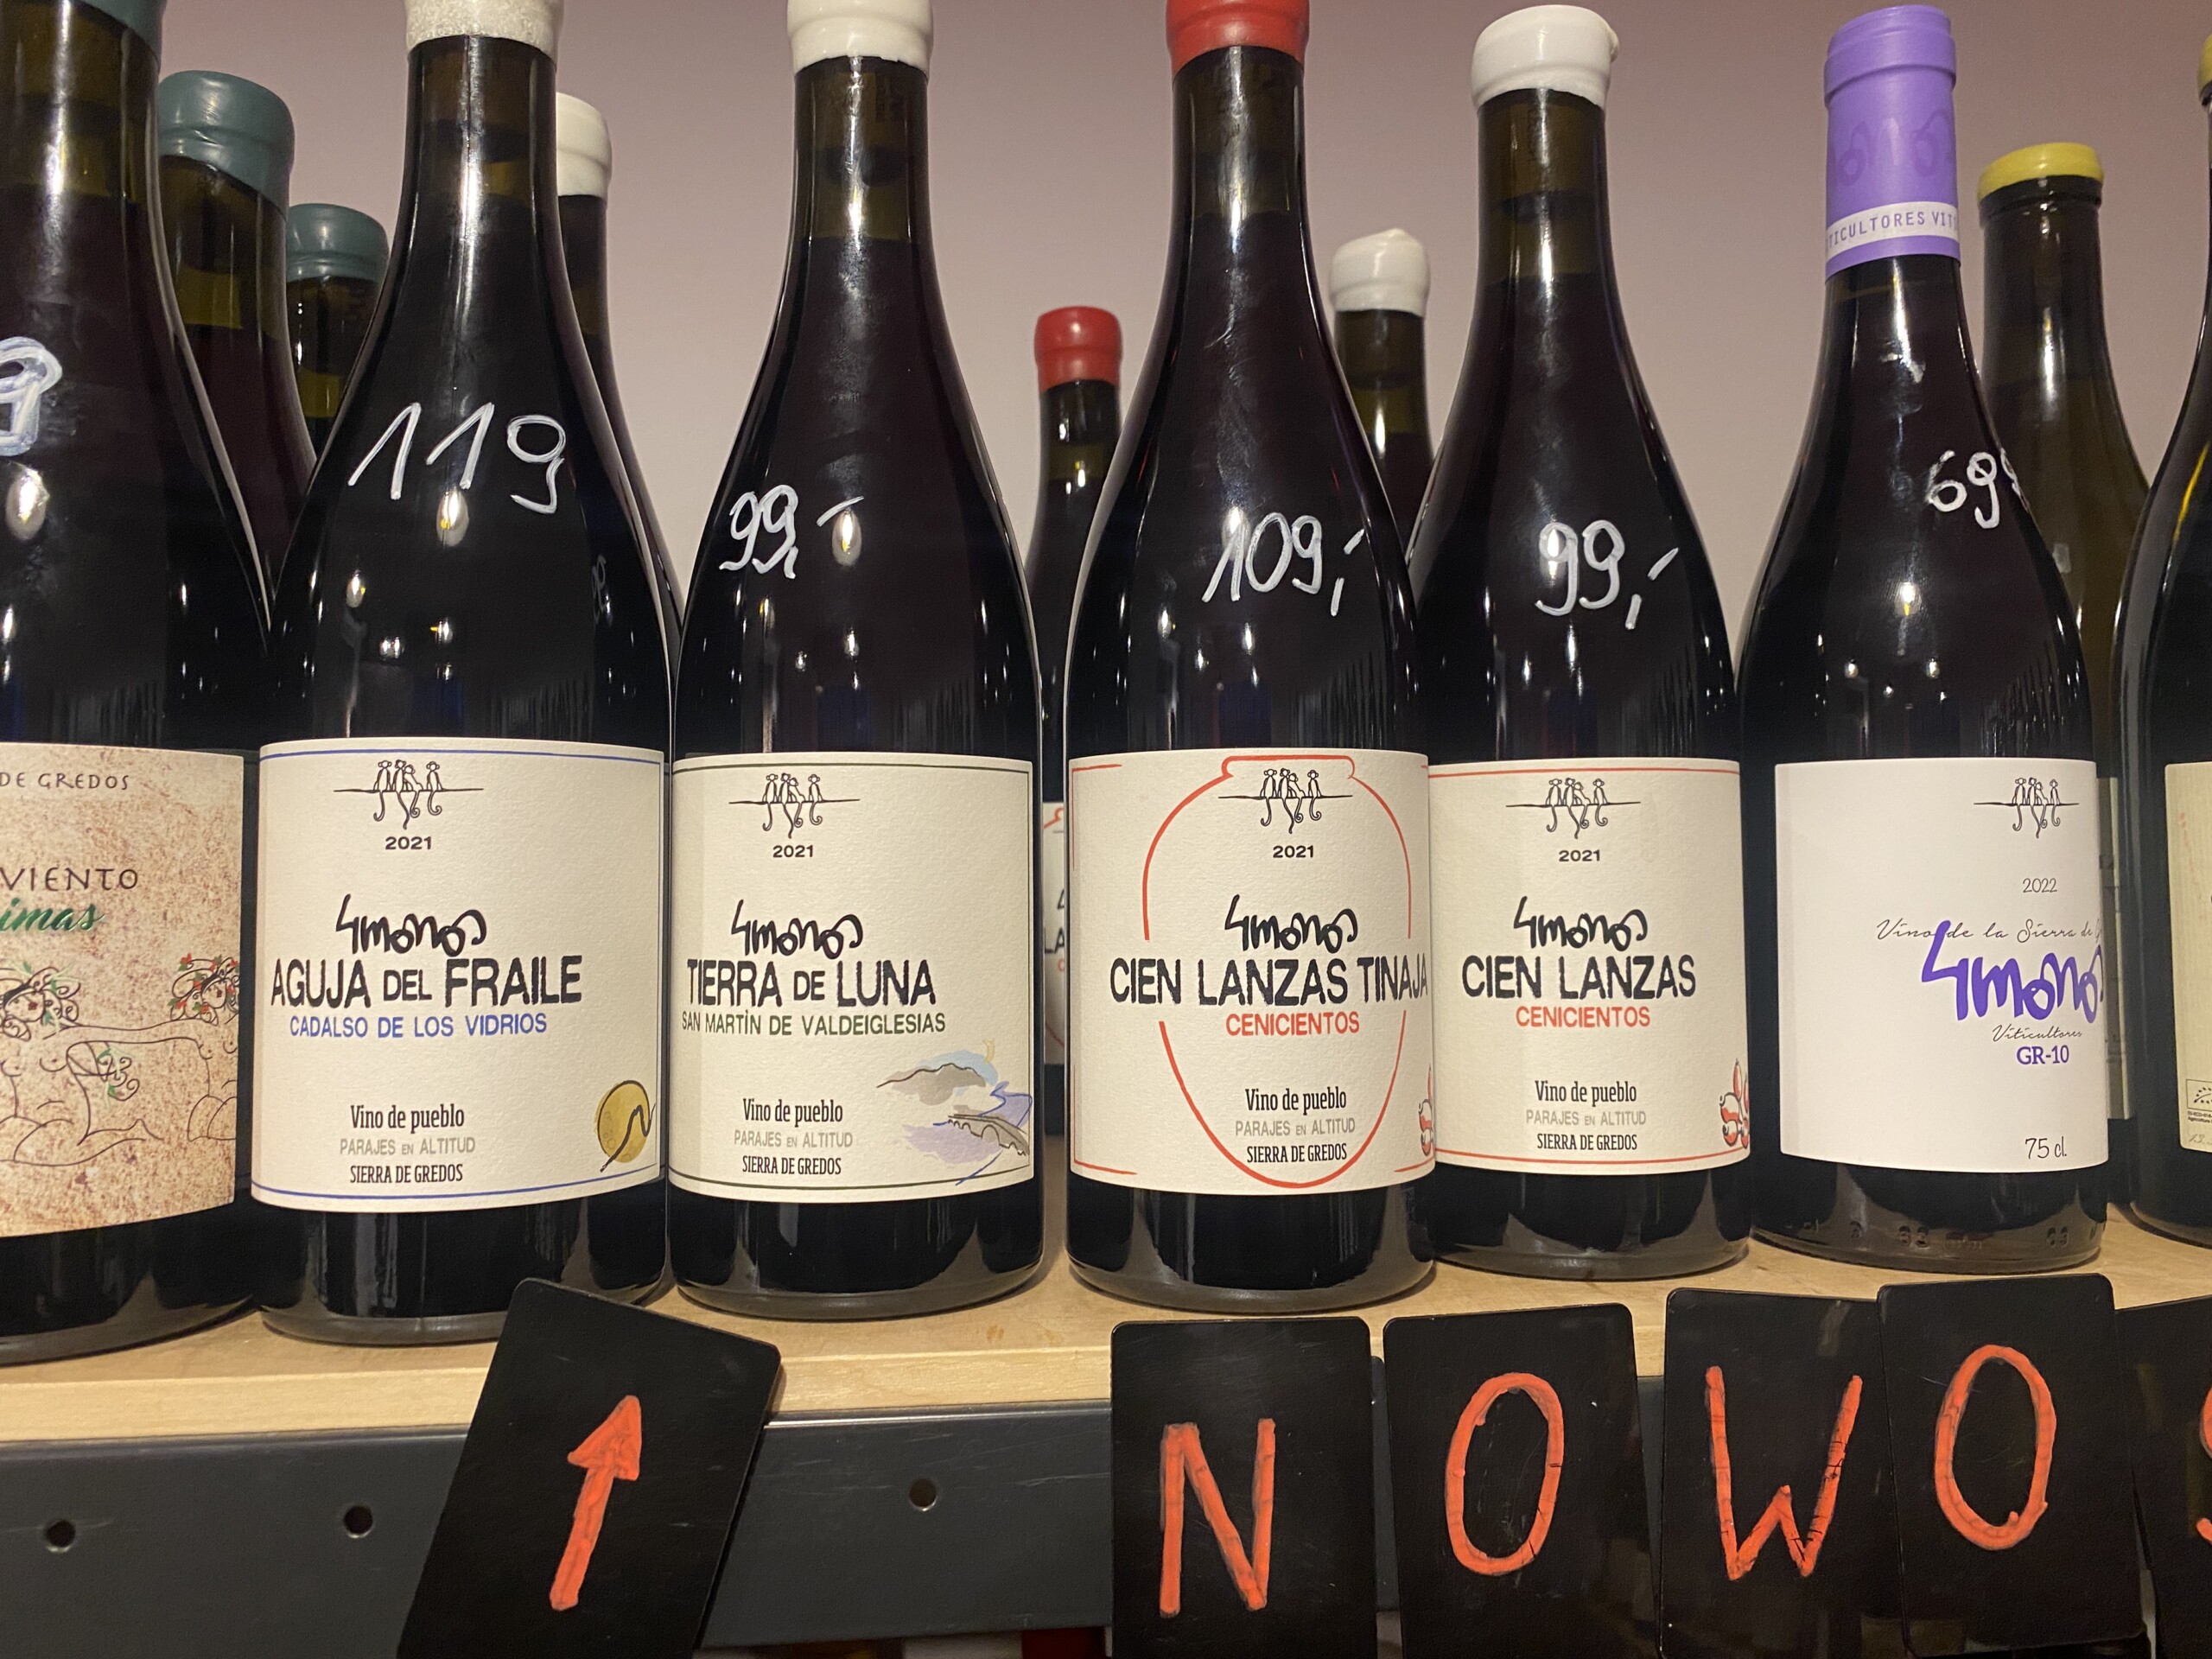 119
99,-
109,-
99,-
69
TICULTORES VIT
DE GREDOS
VIENTO
imas
2021
4monos
AGUJA DEL FRAILE
CADALSO DE LOS VIDRIOS
Vino de pueblo
PARAJES EN ALTITUD
SIERRA DE GREDOS
2021
4monos
TIERRA DE LUNA
SAN MARTÌN DE VALDEIGLESIAS
Vino de pueblo
PARAJES EN ALTITUD
SIERRA DE GREDOS
2021
4monos
CIEN LANZAS TINAJA
CENICIENTOS
Vino de pueblo
PARAJES EN ALTITUD
SIERRA DE GREDOS
2021
4monos
CIEN LANZAS
CENICIENTOS
Vino de pueblo
PARAJES EN ALTITUD
SIERRA DE GREDOS
2022
Vino de la Sierra de
4monos
Viticultores
GR-10
75 cl.
NOWO